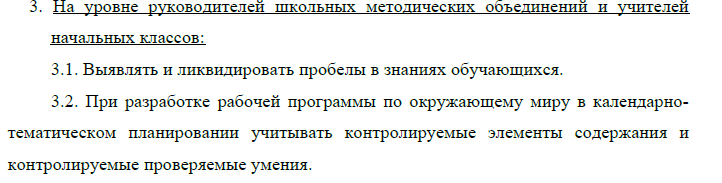 3. На уровне руководителей школьных методических объединений и учителей
начальных классов:
3.1. Выявлять и ликвидировать пробелы в знаниях обучающихся.
3.2. При разработке рабочей программы по окружающему миру в календарно-
тематическом планировании учитывать контролируемые элементы содержания и
контролируемые проверяемые умения.